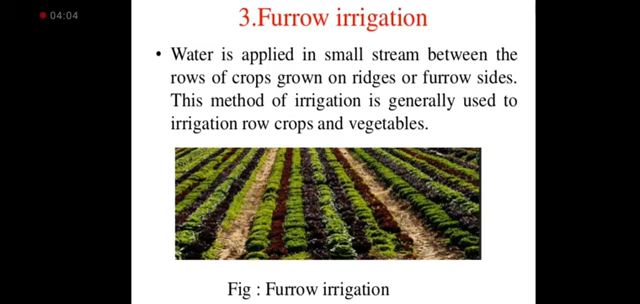 04:04
3.Furrow irrigation
• Water is applied in small stream between the
rows of crops grown on ridges or furrow sides.
This method of irrigation is generally used to
irrigation row crops and vegetables.
Fig : Furrow irrigation